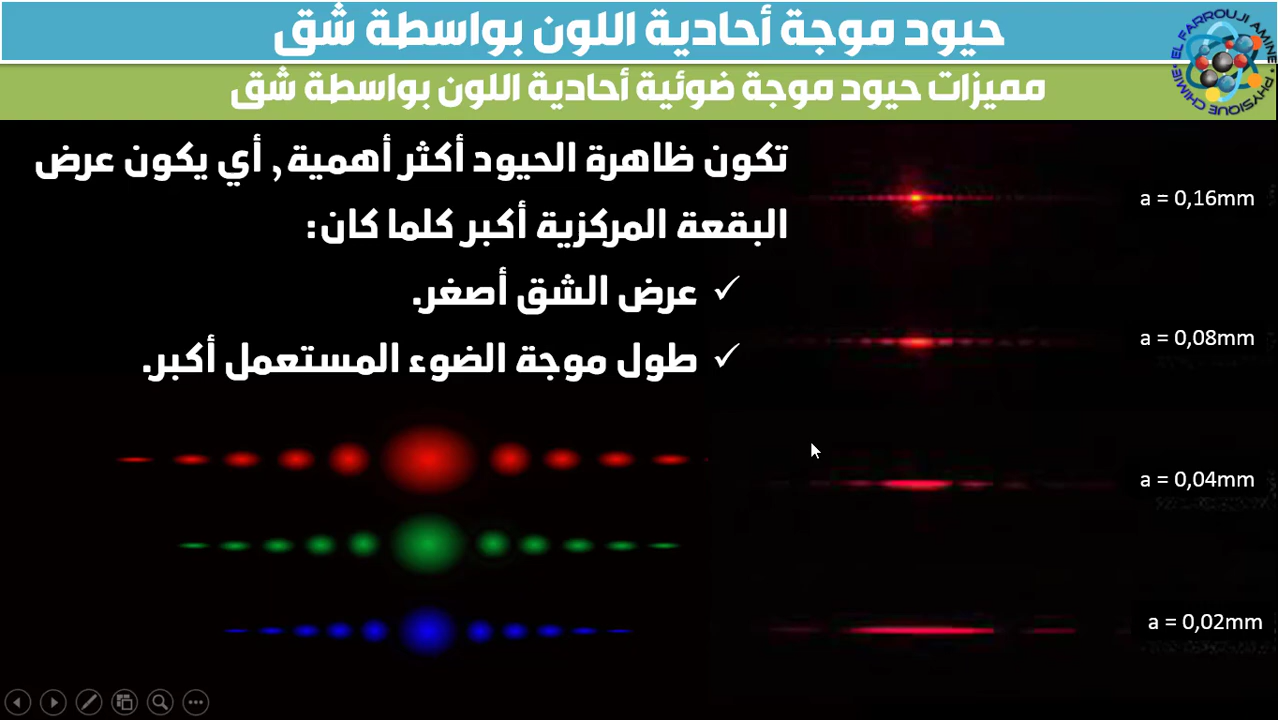 حيود موجة أحادية اللون بواسطة شق
مميزات حيود موجة ضوئية أحادية اللون بواسطة شق
EL FARROUJI AMINE • PHYSIQUE CHIMIE •
تكون ظاهرة الحيود أكثر أهمية, أي يكون عرض
البقعة المركزية أكبر كلما كان:
✓ عرض الشق أصغر.
✓ طول موجة الضوء المستعمل أكبر.
a = 0,16mm
a = 0,08mm
a = 0,04mm
a = 0,02mm